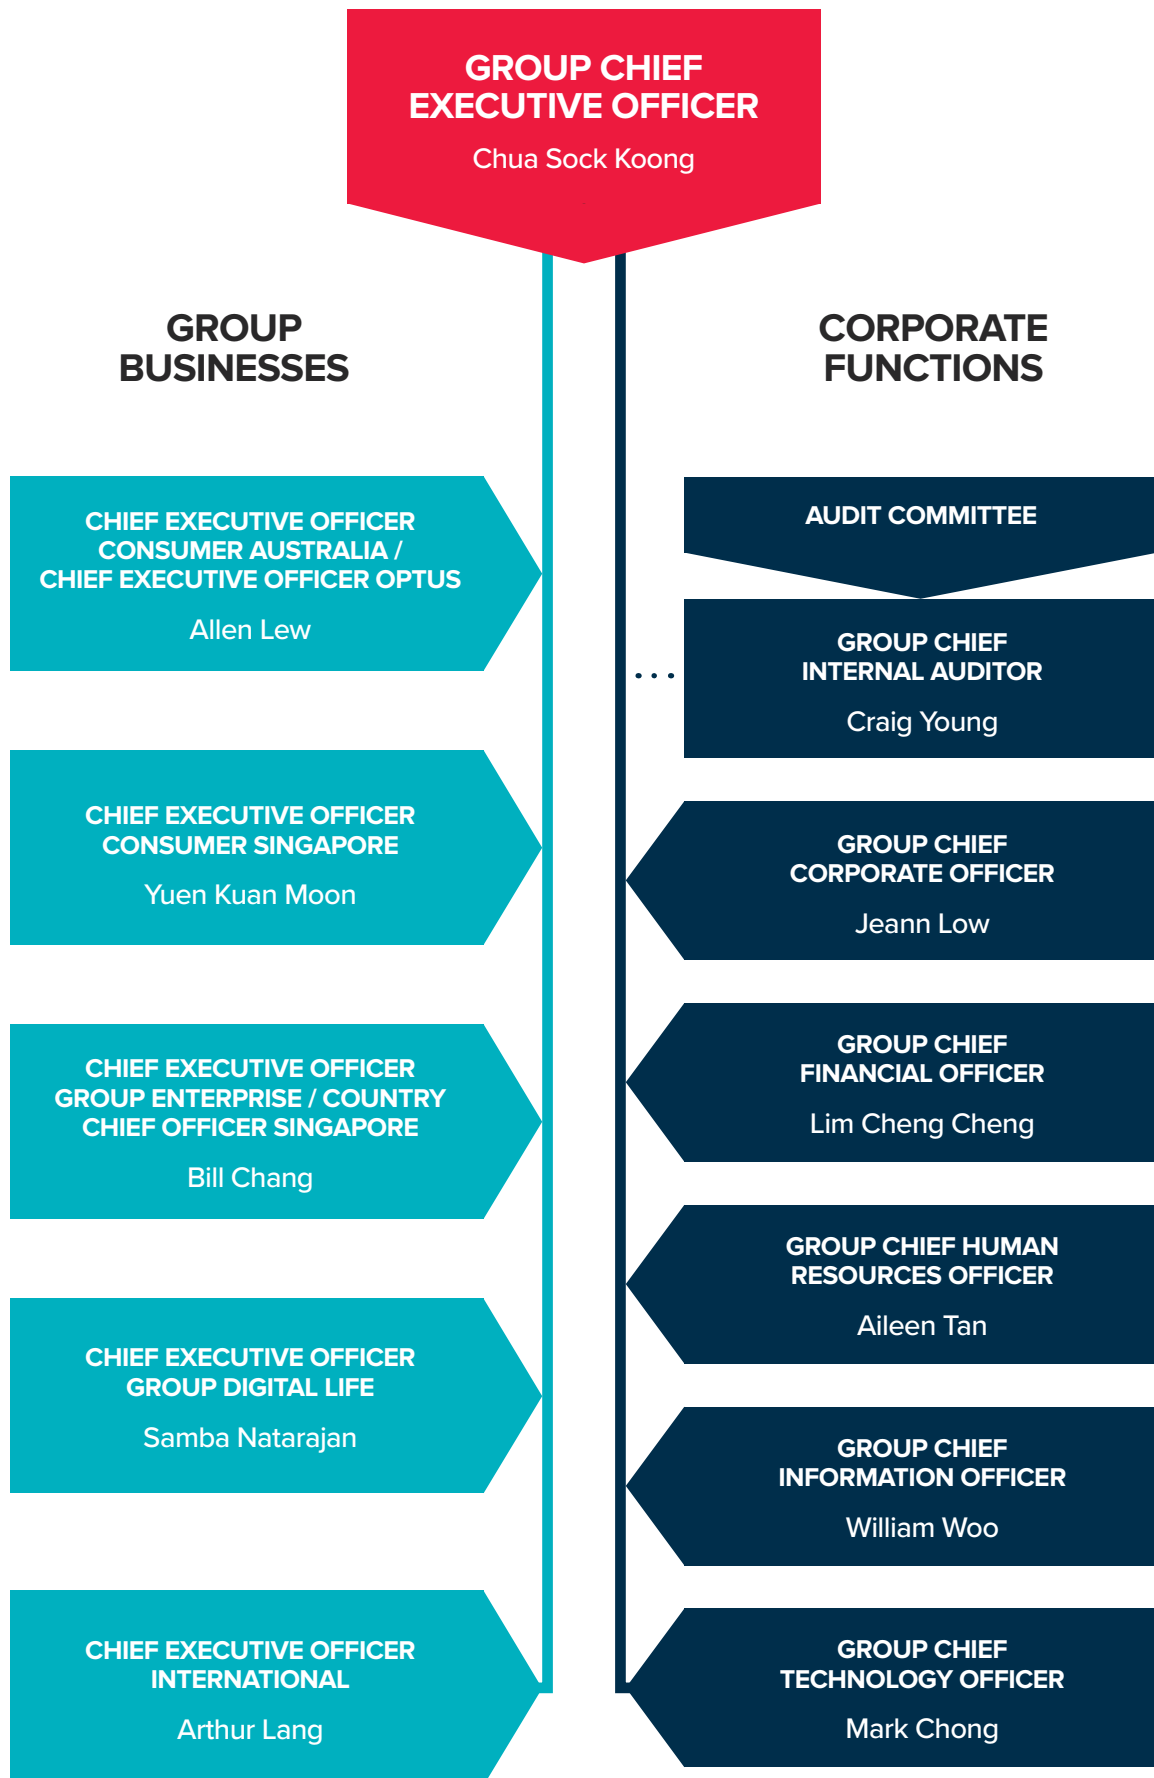 GROUP CHIEF
EXECUTIVE OFFICER
Chua Sock Koong
GROUP
BUSINESSES
CHIEF EXECUTIVE OFFICER
CONSUMER AUSTRALIA /
CHIEF EXECUTIVE OFFICER OPTUS
Allen Lew
CHIEF EXECUTIVE OFFICER
CONSUMER SINGAPORE
Yuen Kuan Moon
CHIEF EXECUTIVE OFFICER
GROUP ENTERPRISE / COUNTRY
CHIEF OFFICER SINGAPORE
Bill Chang
CHIEF EXECUTIVE OFFICER
GROUP DIGITAL LIFE
Samba Natarajan
CHIEF EXECUTIVE OFFICER
INTERNATIONAL
Arthur Lang
CORPORATE
FUNCTIONS
AUDIT COMMITTEE
GROUP CHIEF
INTERNAL AUDITOR
Craig Young
GROUP CHIEF
CORPORATE OFFICER
Jeann Low
GROUP CHIEF
FINANCIAL OFFICER
Lim Cheng Cheng
GROUP CHIEF HUMAN
RESOURCES OFFICER
Aileen Tan
GROUP CHIEF
INFORMATION OFFICER
William Woo
GROUP CHIEF
TECHNOLOGY OFFICER
Mark Chong